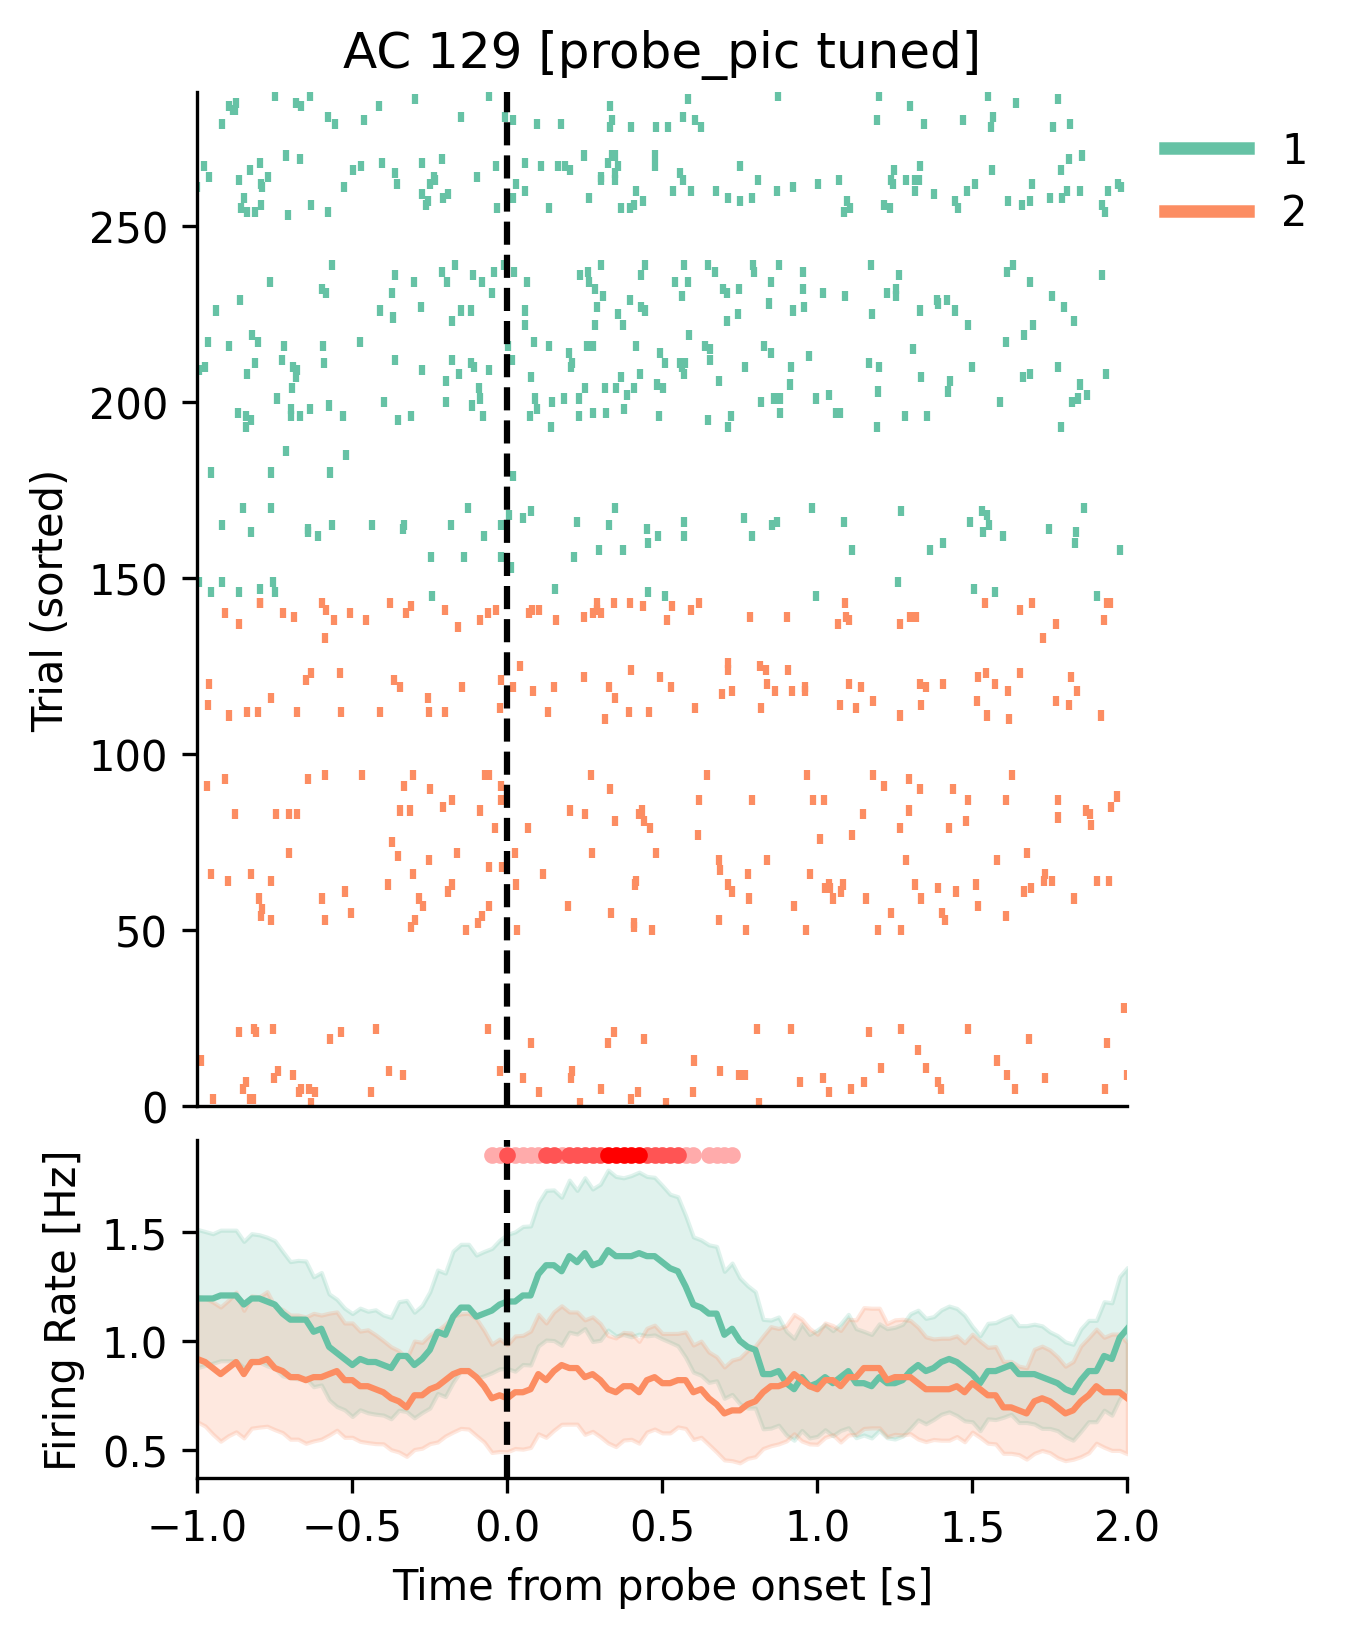 AC 129 [probe_pic tuned]
1
2
Trial (sorted)
250
200
150
100
50
0
Firing Rate [Hz]
1.5
1.0
0.5
−1.0 −0.5 0.0 0.5 1.0 1.5 2.0
Time from probe onset [s]